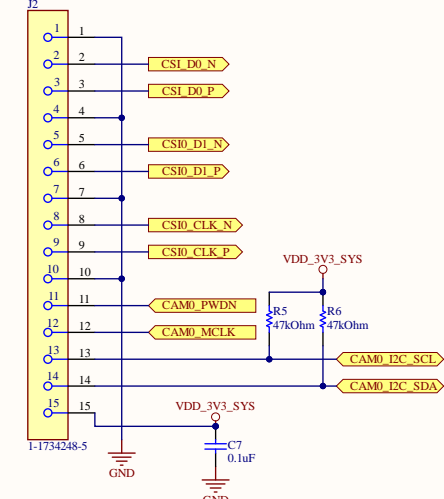 J2
1 1
2 2 CSI_D0_N
3 3 CSI_D0_P
4 4
5 5 CSI0_D1_N
6 6 CSI0_D1_P
7 7
8 8 CSI0_CLK_N
9 9 CSI0_CLK_P
VDD_3V3_SYS
10 10
11 11 CAM0_PWDN R5 R6
12 12 CAM0_MCLK 47kOhm 47kOhm
13 13 CAM0_I2C_SCL
14 14 CAM0_I2C_SDA
15 15 VDD_3V3_SYS
1-1734248-5 C7
0.1uF
GND
GND